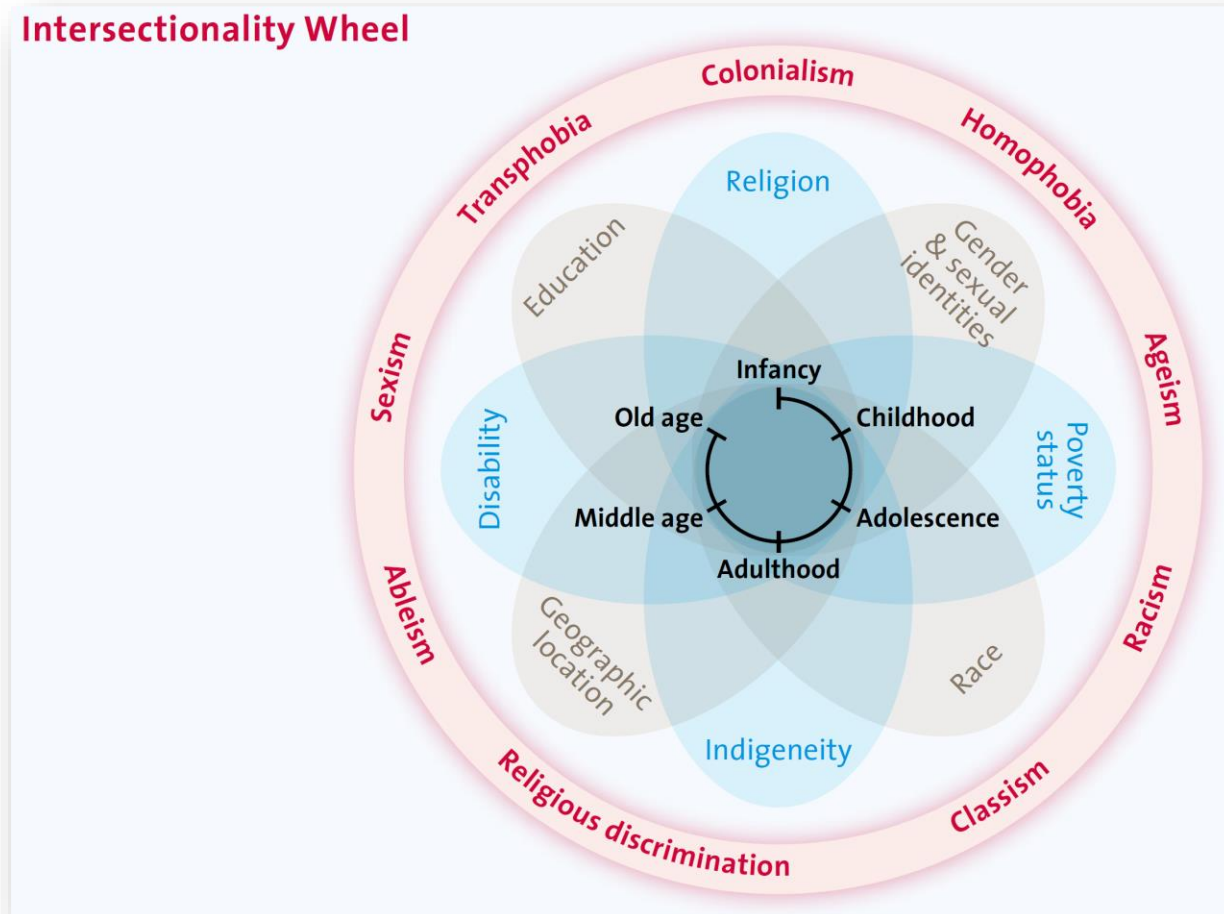 Intersectionality Wheel
Colonialism
Homophobia
Ageism
Racism
Classism
Religious discrimination
Ableism
Sexism
Transphobia
Religion
Gender
& sexual
identities
Poverty
status
Race
Indigeneity
Geographic
location
Disability
Education
Infancy
Childhood
Adolescence
Adulthood
Middle age
Old age